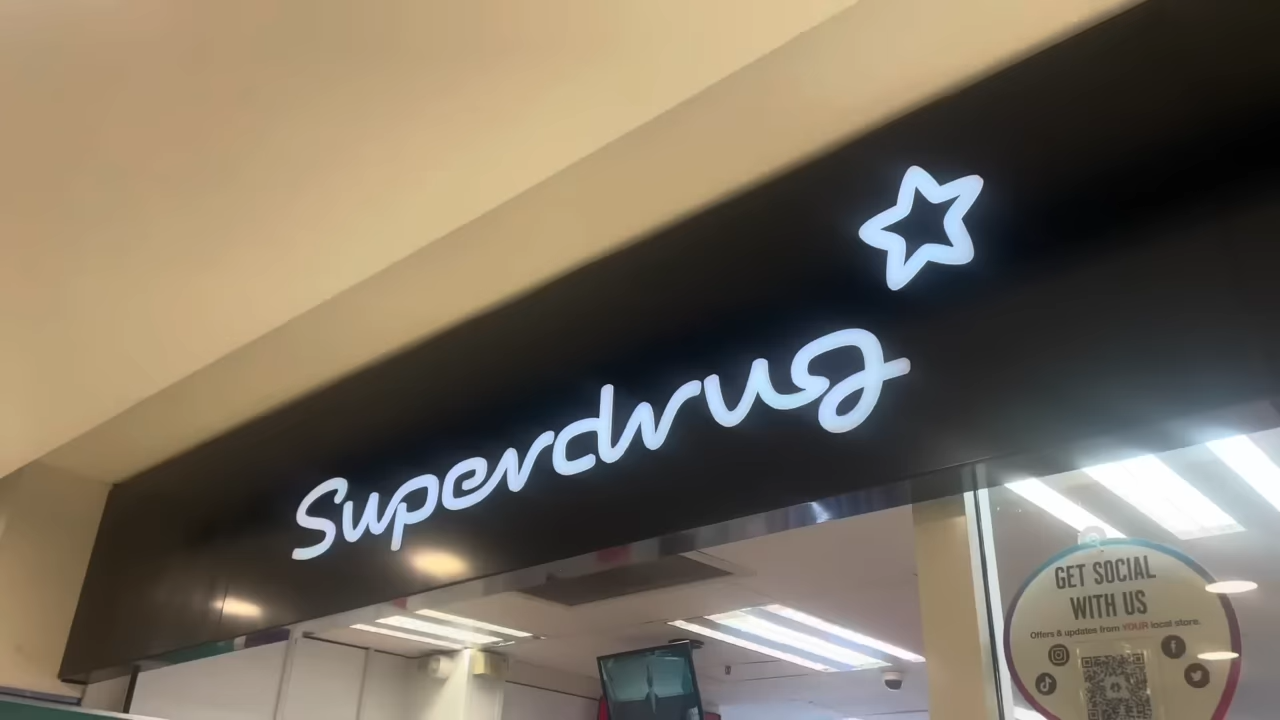 Superdrug
GET SOCIAL
WITH US
Offers & updates from YOUR local store.